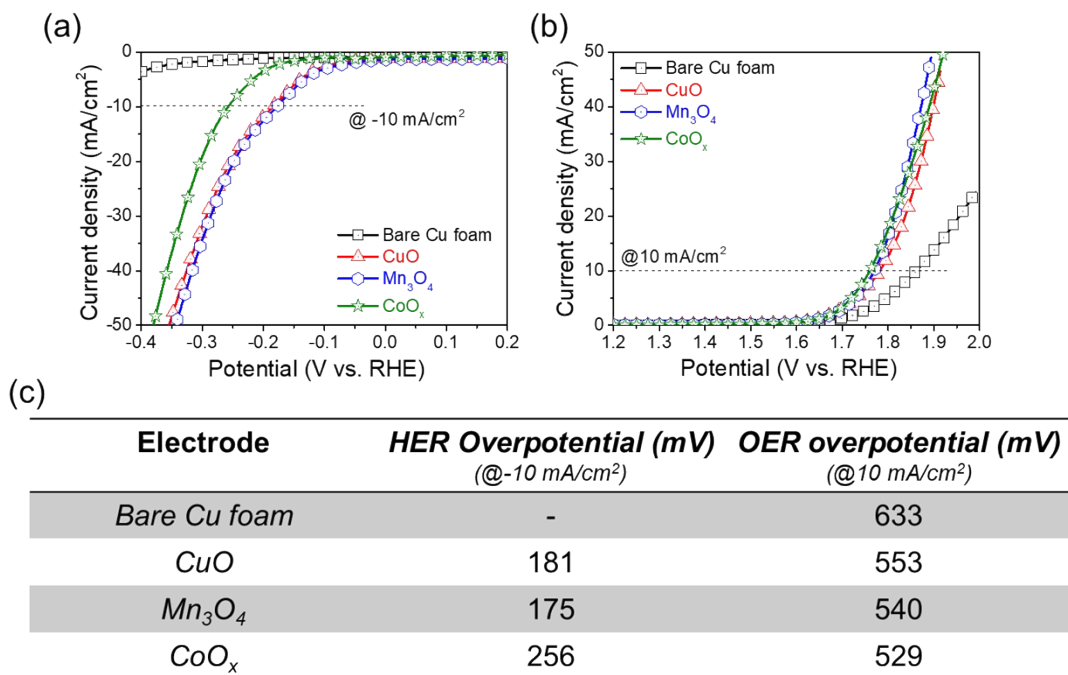 (a)
0
-10
-20
-30
-40
-50
Current density (mA/cm²)
@ -10 mA/cm²
Bare Cu foam
CuO
Mn₃O₄
CoOₓ
-0.4 -0.3 -0.2 -0.1 0.0 0.1 0.2
Potential (V vs. RHE)
(b)
50
40
30
20
10
0
Current density (mA/cm²)
Bare Cu foam
CuO
Mn₃O₄
CoOₓ
@10 mA/cm²
1.2 1.3 1.4 1.5 1.6 1.7 1.8 1.9 2.0
Potential (V vs. RHE)
(c)
Electrode HER Overpotential (mV) OER overpotential (mV)
(@-10 mA/cm²) (@10 mA/cm²)
Bare Cu foam - 633
CuO 181 553
Mn₃O₄ 175 540
CoOₓ 256 529